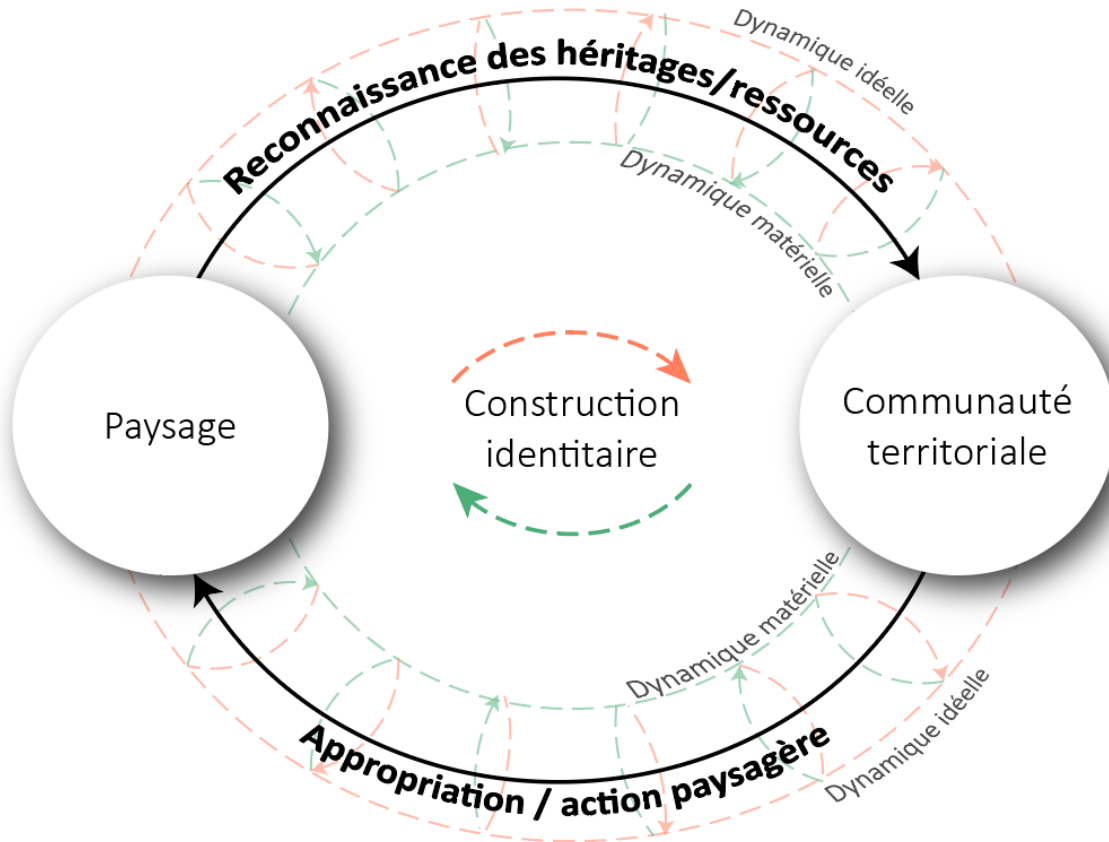 Dynamique idéelle
Reconnaissance des héritages/ressources
Dynamique matérielle
Paysage
Construction
identitaire
Communauté
territoriale
Dynamique matérielle
Dynamique idéelle
Appropriation / action paysagère